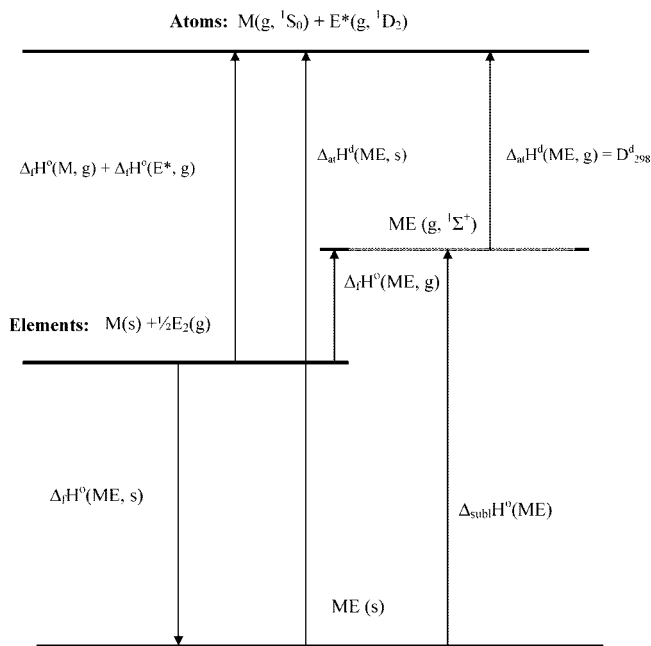 Atoms: M(g, ¹S₀) + E*(g, ¹D₂)
ΔfH°(M, g) + ΔfH°(E*, g)
ΔatHᵈ(ME, s)
ΔatHᵈ(ME, g) = Dᵈ₂₉₈
ME (g, ¹Σ⁺)
ΔfH°(ME, g)
Elements: M(s) +½E₂(g)
ΔfH°(ME, s)
ΔsublH°(ME)
ME (s)